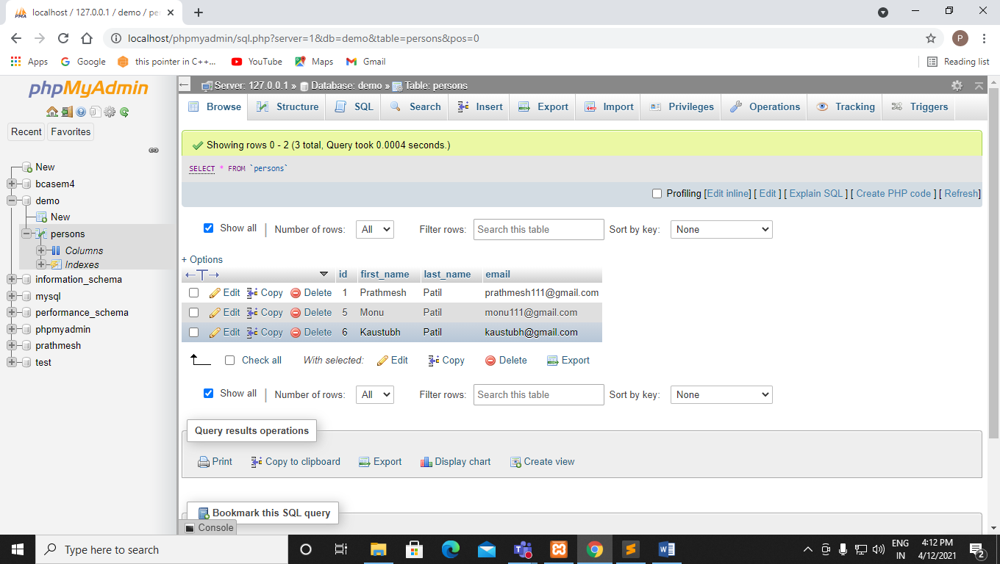 localhost / 127.0.0.1 / demo / pe
localhost/phpmyadmin/sql.php?server=1&db=demo&table=persons&pos=0
P
Apps Google this pointer in C++... YouTube Maps Gmail Reading list
phpMyAdmin
Recent Favorites
New
bcasem4
demo
New
persons
Columns
Indexes
information_schema
mysql
performance_schema
phpmyadmin
prathmesh
test
Server: 127.0.0.1 » Database: demo » Table: persons
Browse Structure SQL Search Insert Export Import Privileges Operations Tracking Triggers
Showing rows 0 - 2 (3 total, Query took 0.0004 seconds.)
SELECT * FROM `persons`
Profiling [Edit inline] [ Edit ] [ Explain SQL ] [ Create PHP code ] [ Refresh]
Show all | Number of rows: All Filter rows: Search this table Sort by key: None
+ Options
←T→ id first_name last_name email
Edit Copy Delete 1 Prathmesh Patil prathmesh111@gmail.com
Edit Copy Delete 5 Monu Patil monu111@gmail.com
Edit Copy Delete 6 Kaustubh Patil kaustubh@gmail.com
Check all With selected: Edit Copy Delete Export
Show all | Number of rows: All Filter rows: Search this table Sort by key: None
Query results operations
Print Copy to clipboard Export Display chart Create view
Bookmark this SQL query
Console
Type here to search
ENG
IN
4:12 PM
4/12/2021
2